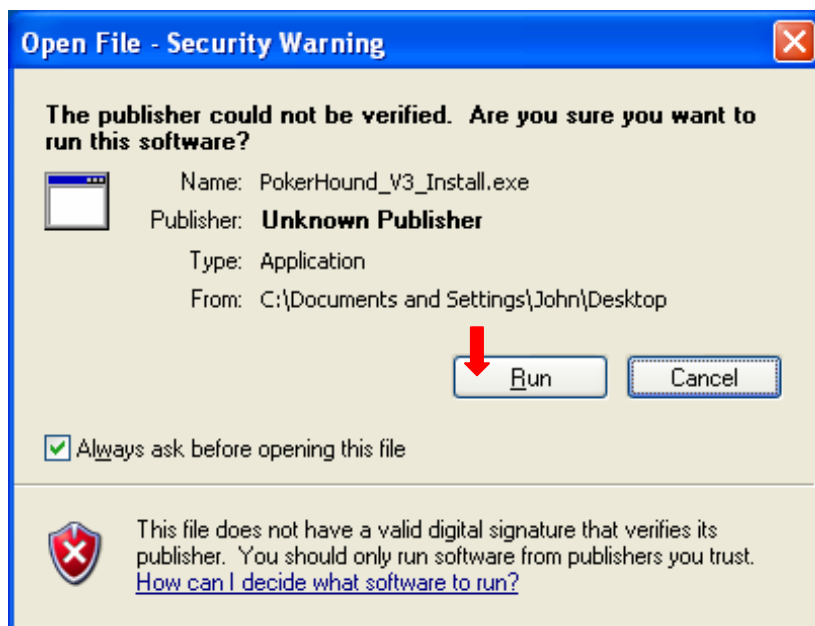 Open File - Security Warning
The publisher could not be verified.  Are you sure you want to
run this software?
Name: PokerHound_V3_Install.exe
Publisher: Unknown Publisher
Type: Application
From: C:\Documents and Settings\John\Desktop
Run Cancel
Always ask before opening this file
This file does not have a valid digital signature that verifies its
publisher.  You should only run software from publishers you trust.
How can I decide what software to run?